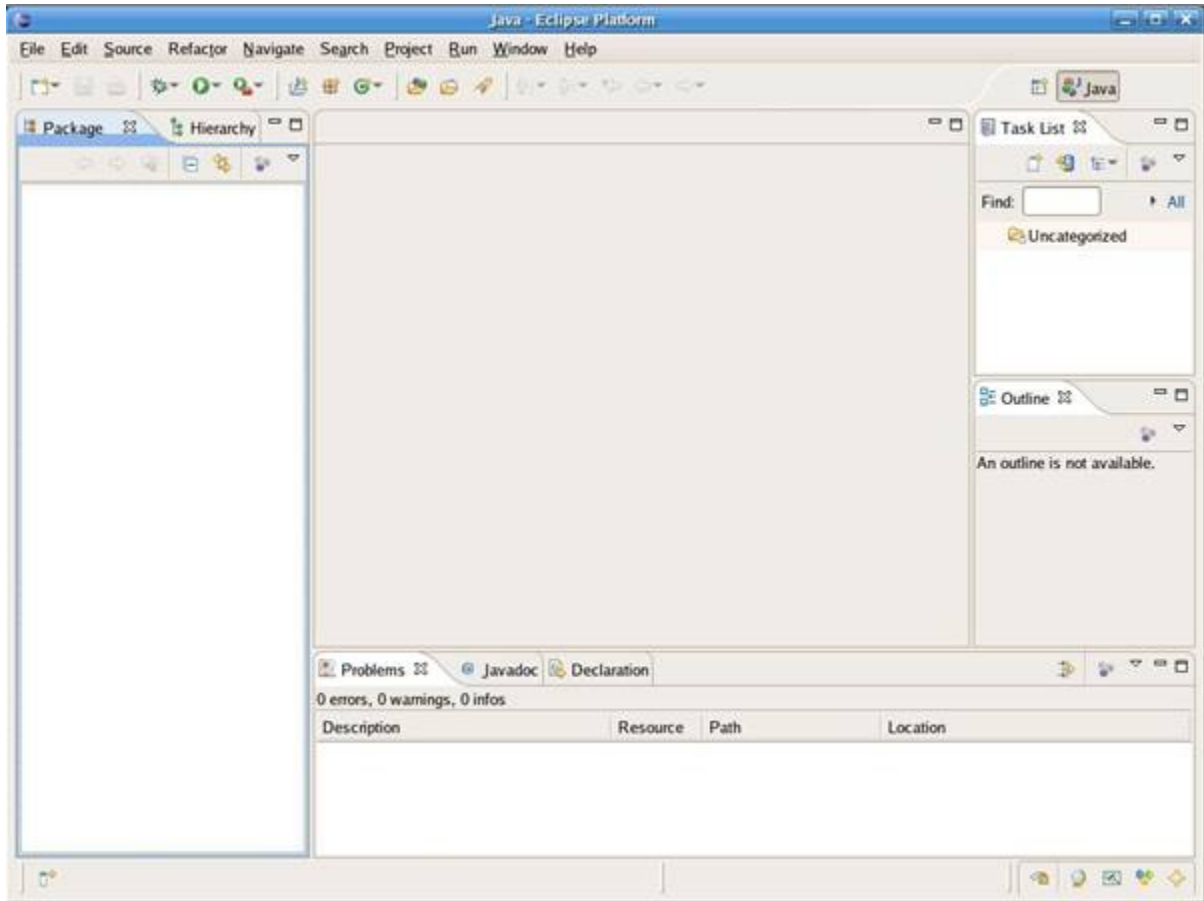 Java - Eclipse Platform
File Edit Source Refactor Navigate Search Project Run Window Help
Java
Package Hierarchy
Task List
Find: All
Uncategorized
Outline
An outline is not available.
Problems @ Javadoc Declaration
0 errors, 0 warnings, 0 infos
Description Resource Path Location